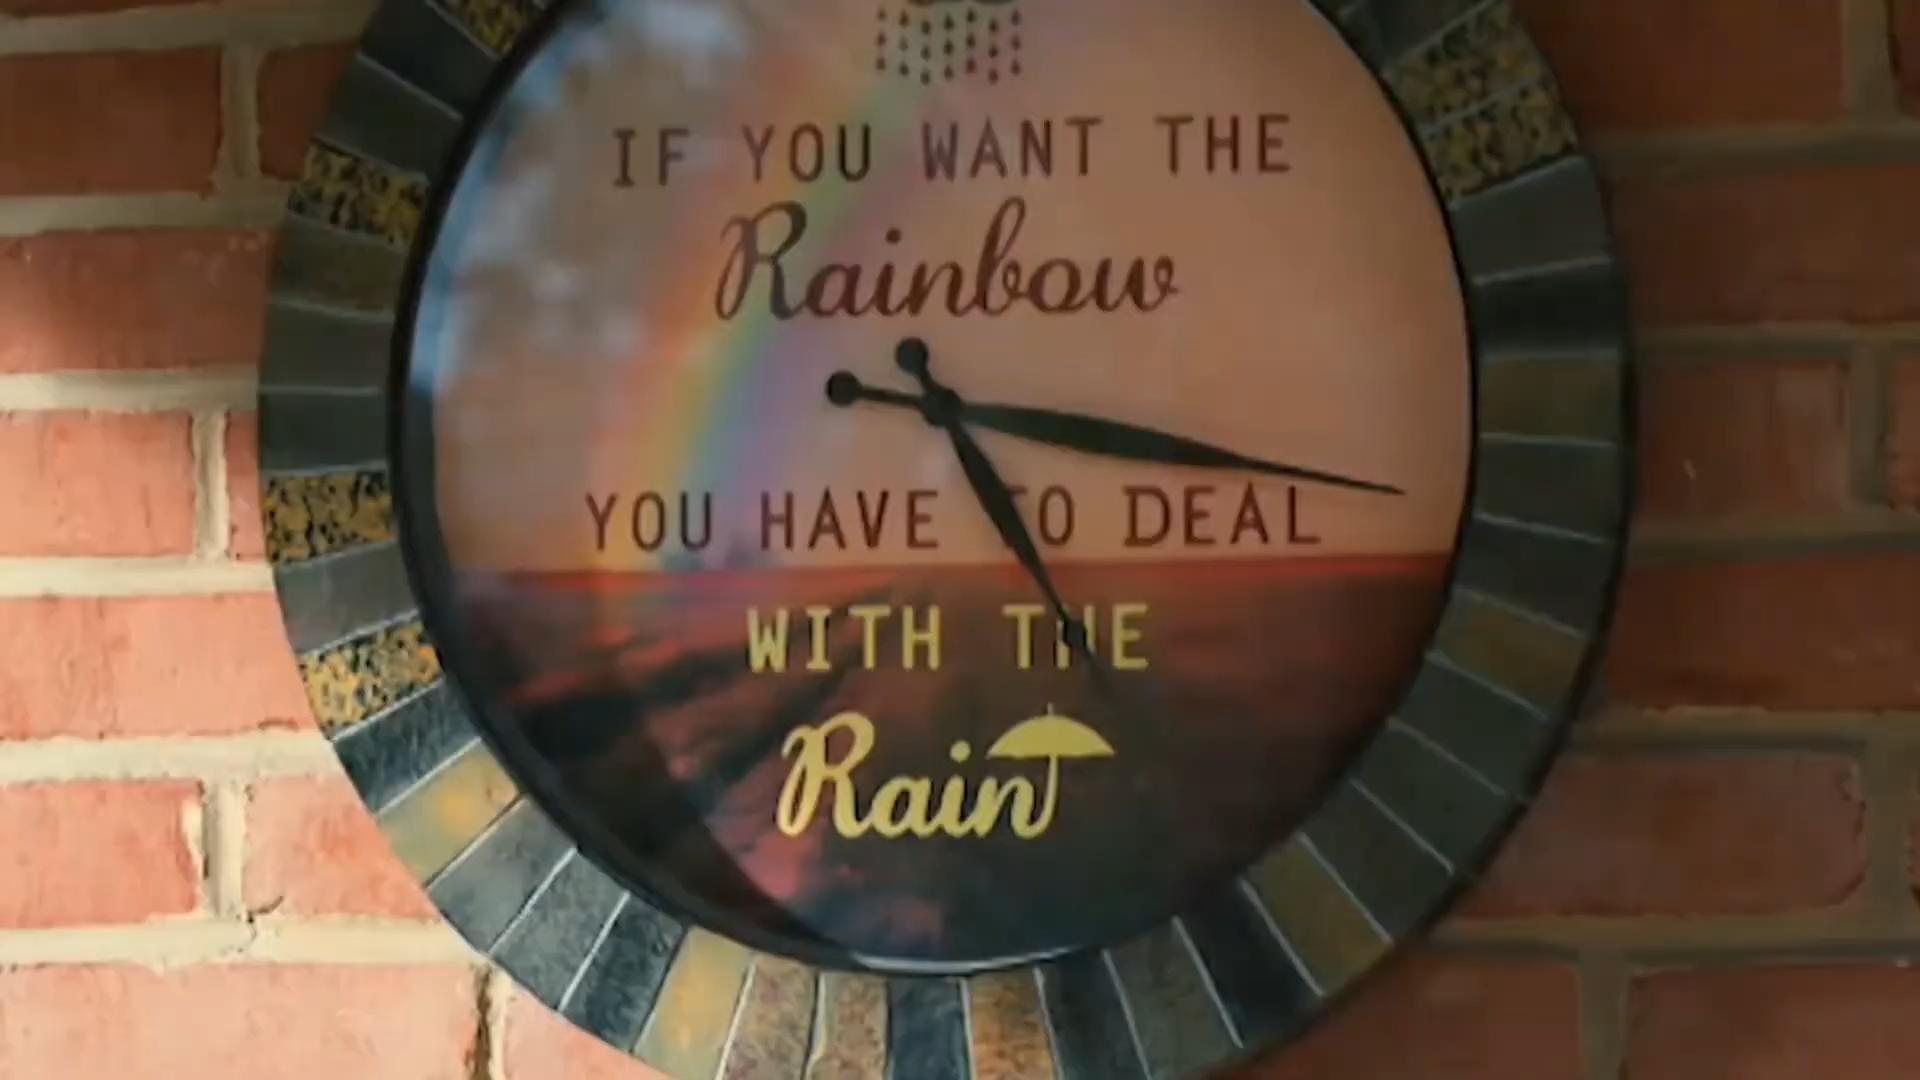 IF YOU WANT THE
Rainbow
YOU HAVE TO DEAL
WITH THE
Rain